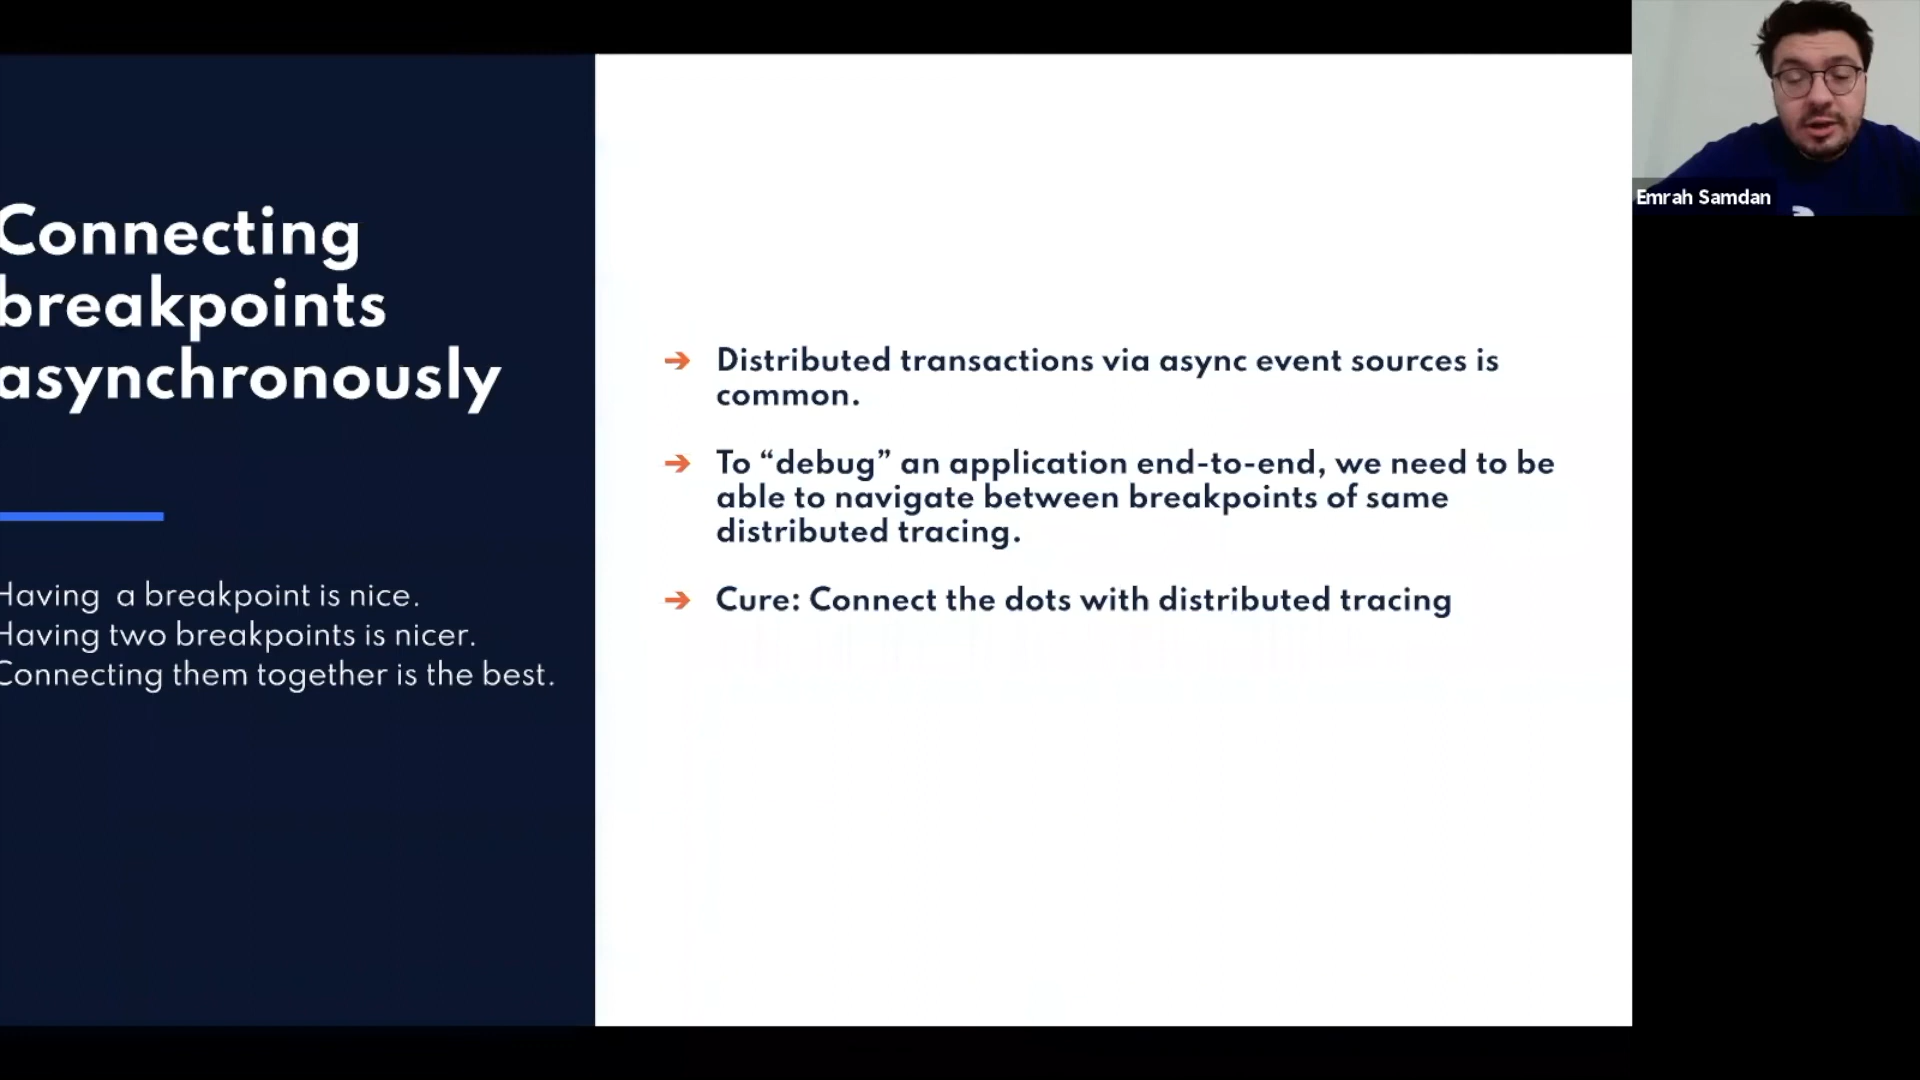 Connecting
breakpoints
asynchronously
Having a breakpoint is nice.
Having two breakpoints is nicer.
Connecting them together is the best.
➔ Distributed transactions via async event sources is
common.
➔ To “debug” an application end-to-end, we need to be
able to navigate between breakpoints of same
distributed tracing.
➔ Cure: Connect the dots with distributed tracing
Emrah Samdan